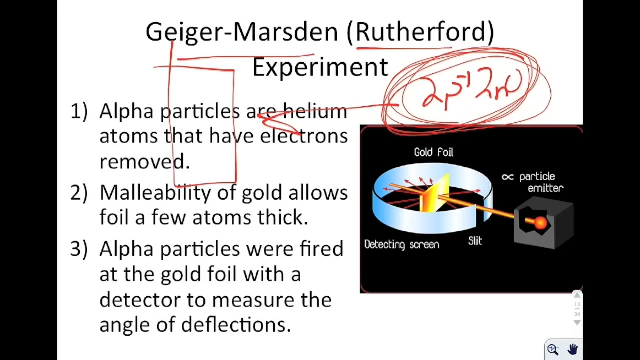 Geiger-Marsden (Rutherford)
Experiment
2p⁺ 2n⁰
1) Alpha particles are helium
atoms that have electrons
removed.
2) Malleability of gold allows
foil a few atoms thick.
3) Alpha particles were fired
at the gold foil with a
detector to measure the
angle of deflections.
Gold foil
∝ particle
emitter
Detecting screen
Slit